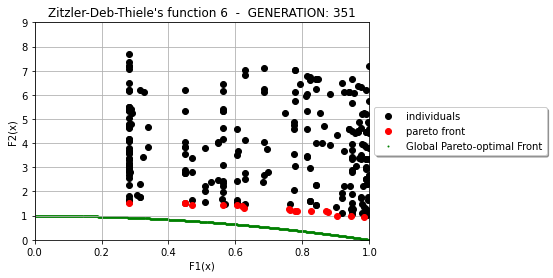 Zitzler-Deb-Thiele's function 6 - GENERATION: 351
9
8
7
6
5
4
3
2
1
0
F2(x)
0.0 0.2 0.4 0.6 0.8 1.0
F1(x)
individuals
pareto front
Global Pareto-optimal Front